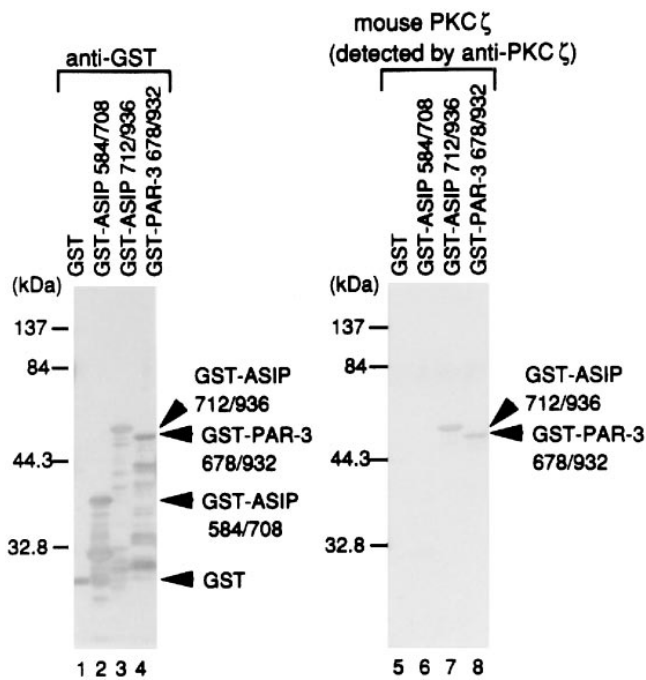 anti-GST
GST
GST-ASIP 584/708
GST-ASIP 712/936
GST-PAR-3 678/932
(kDa)
137
84
44.3
32.8
GST-ASIP
712/936
GST-PAR-3
678/932
GST-ASIP
584/708
GST
1 2 3 4
mouse PKC ζ
(detected by anti-PKC ζ)
GST
GST-ASIP 584/708
GST-ASIP 712/936
GST-PAR-3 678/932
(kDa)
137
84
44.3
32.8
GST-ASIP
712/936
GST-PAR-3
678/932
5 6 7 8